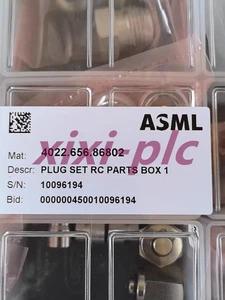 ASML
Mat: 4022.656.86802
xixi-plc
Descr: PLUG SET RC PARTS BOX 1
S/N: 10096194
Bid: 000000450010096194